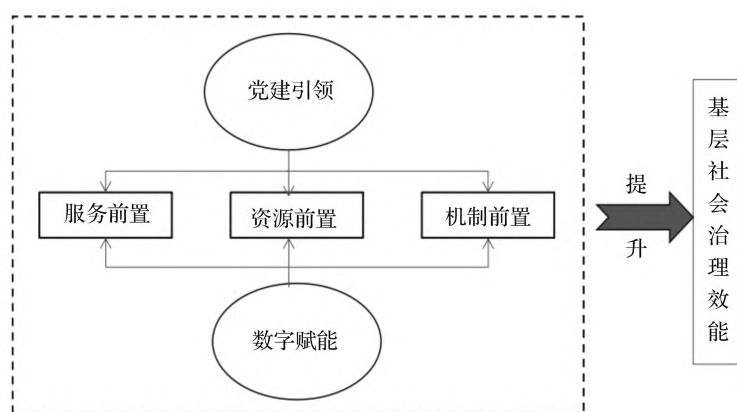 党建引领
服务前置
资源前置
机制前置
数字赋能
提
升
基
层
社
会
治
理
效
能